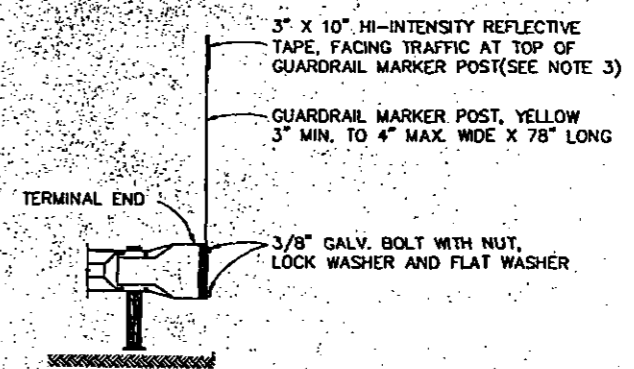 3" X 10" HI-INTENSITY REFLECTIVE
TAPE, FACING TRAFFIC AT TOP OF
GUARDRAIL MARKER POST(SEE NOTE 3)
GUARDRAIL MARKER POST, YELLOW
3" MIN. TO 4" MAX. WIDE X 78" LONG
TERMINAL END
3/8" GALV. BOLT WITH NUT,
LOCK WASHER AND FLAT WASHER